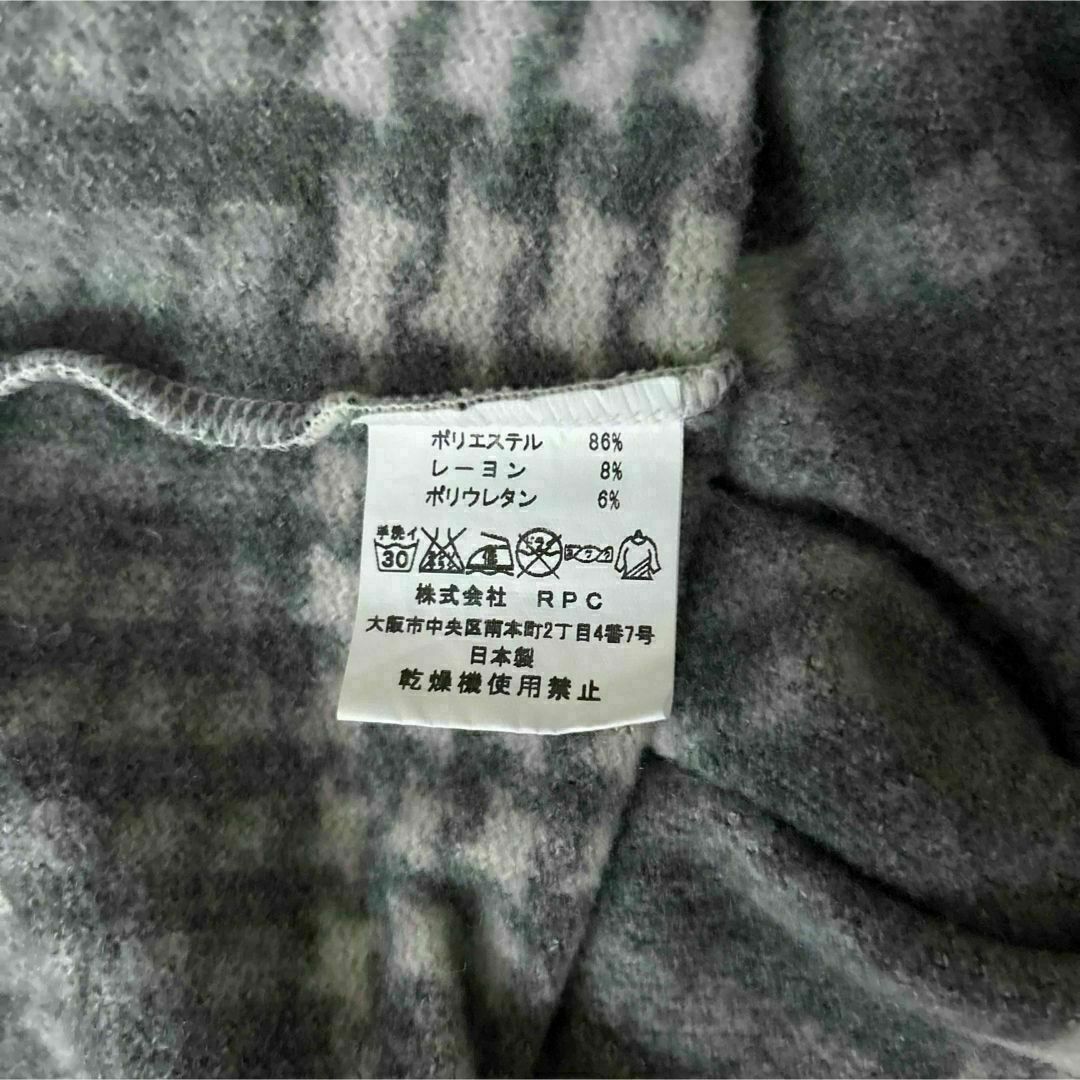 ポリエステル 86%
レーヨン 8%
ポリウレタン 6%
手洗イ
30
株式会社 RPC
大阪市中央区南本町2丁目4番7号
日本製
乾燥機使用禁止